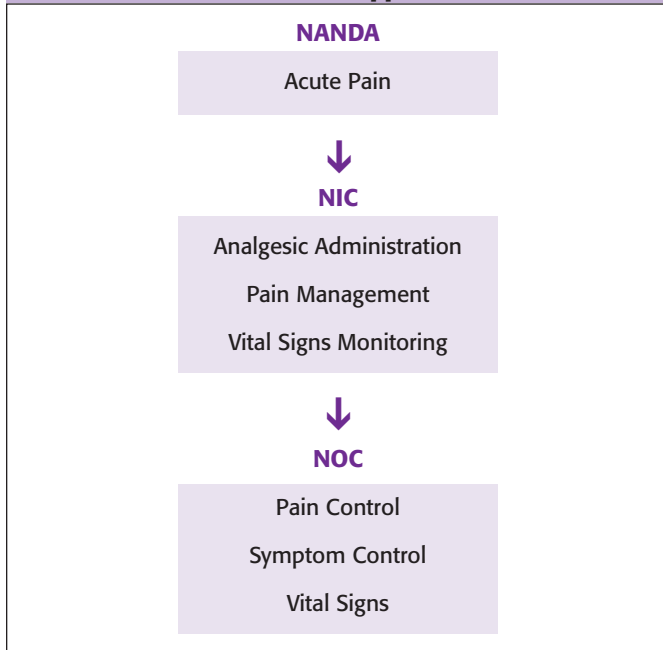 NANDA
Acute Pain
NIC
Analgesic Administration
Pain Management
Vital Signs Monitoring
NOC
Pain Control
Symptom Control
Vital Signs